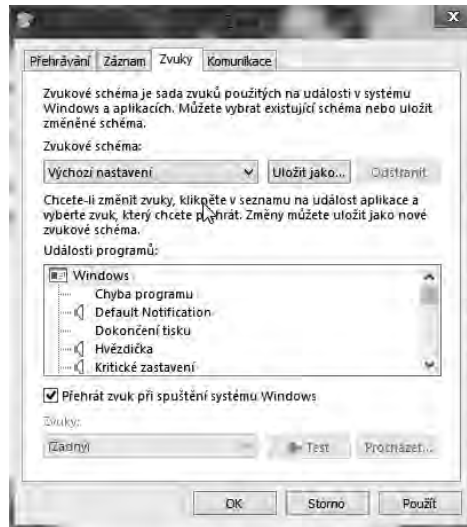 Přehrávání Záznam Zvuky Komunikace
Zvukové schéma je sada zvuků použitých na události v systému
Windows a aplikacích. Můžete vybrat existující schéma nebo uložit
změněné schéma.
Zvukové schéma:
Výchozí nastavení Uložit jako... Odstranit
Chcete-li změnit zvuky, klikněte v seznamu na událost aplikace a
vyberte zvuk, který chcete přehrát. Změny můžete uložit jako nové
zvukové schéma.
Události programů:
Windows
Chyba programu
Default Notification
Dokončení tisku
Hvězdička
Kritické zastavení
Přehrát zvuk při spuštění systému Windows
Zvuky:
(Žádný) Test Procházet...
OK Storno Použít